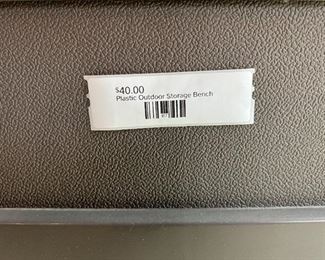 $40.00
Plastic Outdoor Storage Bench